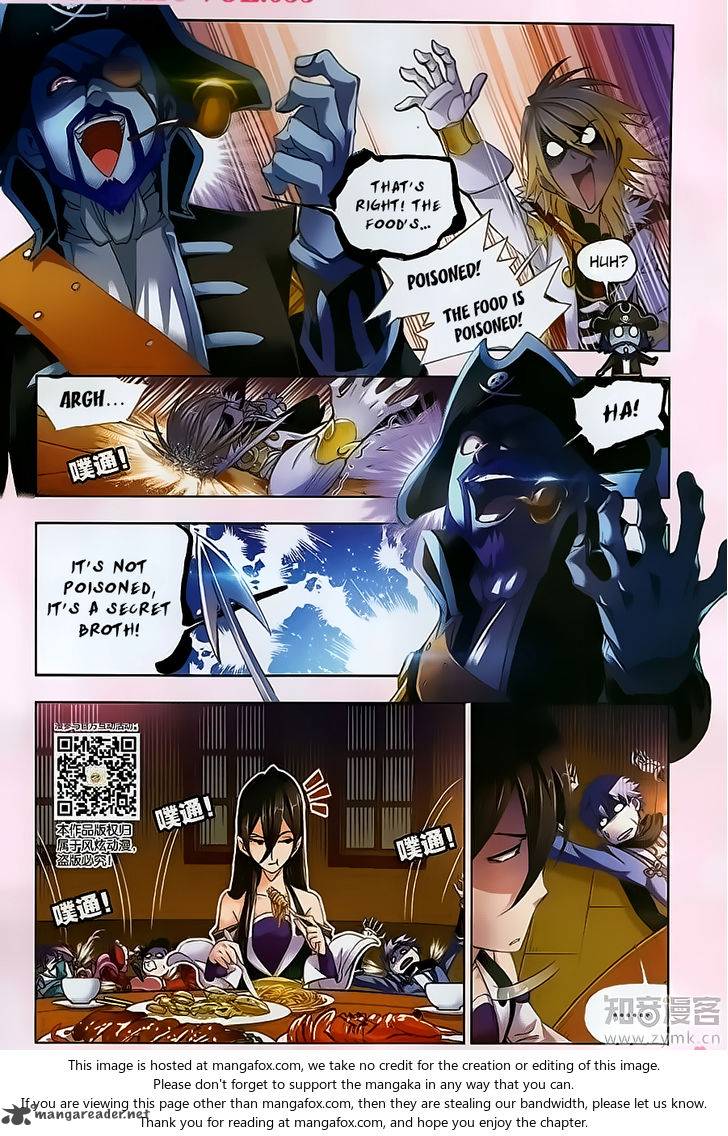 THAT'S
RIGHT! THE
FOOD'S...
POISONED!
THE FOOD IS
POISONED!
HUH?
ARGH...
噗通!
HA!
IT'S NOT
POISONED,
IT'S A SECRET
BROTH!
本作品版权归
属于风炫动漫,
盗版必究!
噗通!
噗通!
噗通!
......
知音漫客
www.zymk.cn
This image is hosted at mangafox.com, we take no credit for the creation or editing of this image.
Please don't forget to support the mangaka in any way that you can.
If you are viewing this page other than mangafox.com, then they are stealing our bandwidth, please let us know.
Thank you for reading at mangafox.com, and hope you enjoy the chapter.
mangareader.net